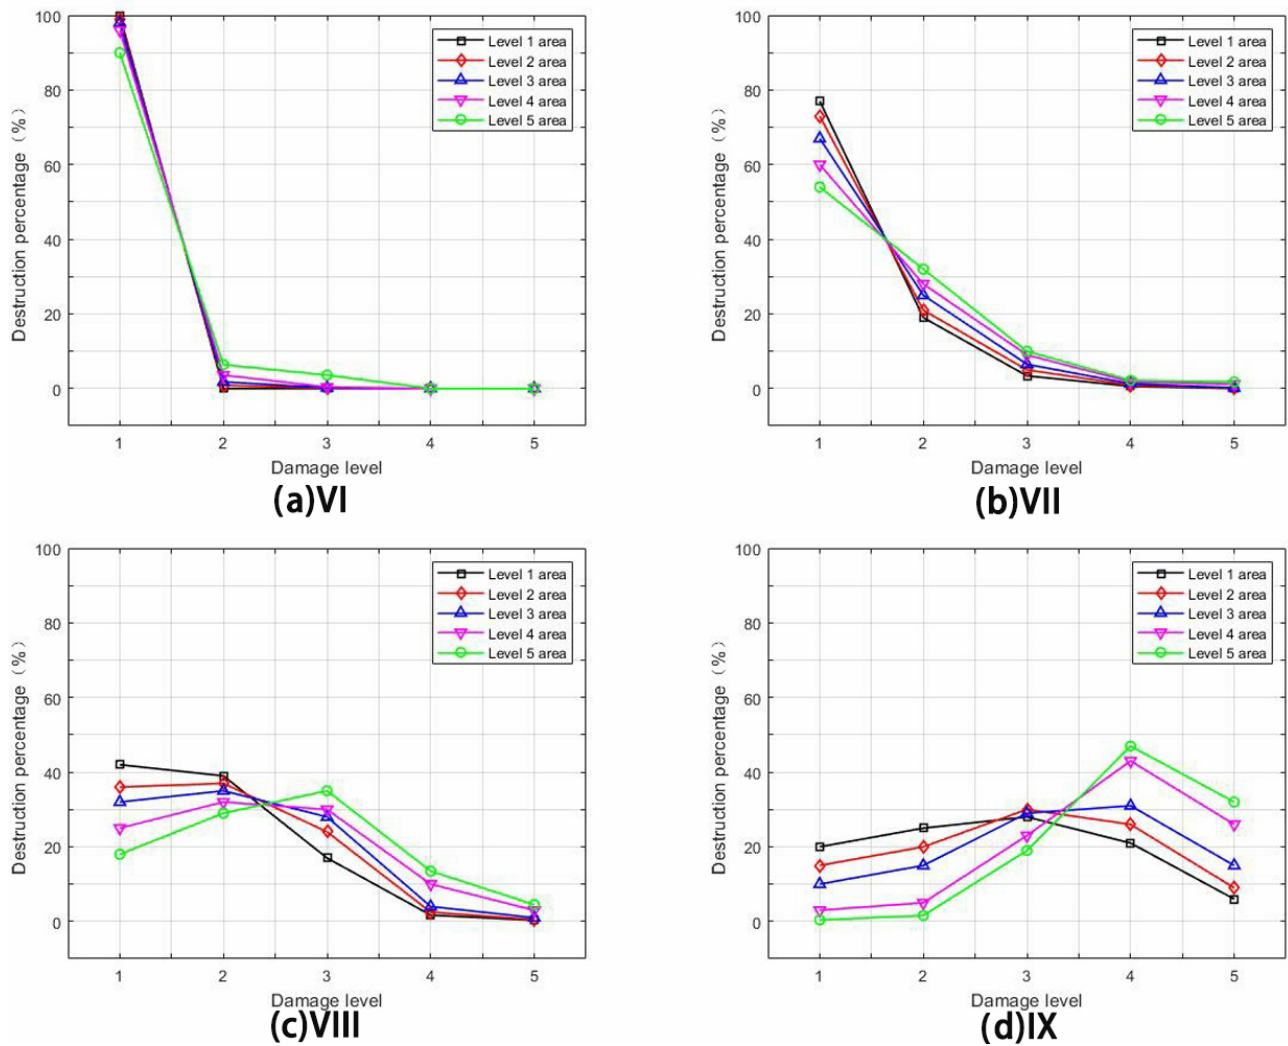 100
80
60
40
20
0
Destruction percentage（%）
Level 1 area
Level 2 area
Level 3 area
Level 4 area
Level 5 area
1 2 3 4 5
Damage level
(a)VI
100
80
60
40
20
0
Destruction percentage（%）
Level 1 area
Level 2 area
Level 3 area
Level 4 area
Level 5 area
1 2 3 4 5
Damage level
(b)VII
100
80
60
40
20
0
Destruction percentage（%）
Level 1 area
Level 2 area
Level 3 area
Level 4 area
Level 5 area
1 2 3 4 5
Damage level
(c)VIII
100
80
60
40
20
0
Destruction percentage（%）
Level 1 area
Level 2 area
Level 3 area
Level 4 area
Level 5 area
1 2 3 4 5
Damage level
(d)IX